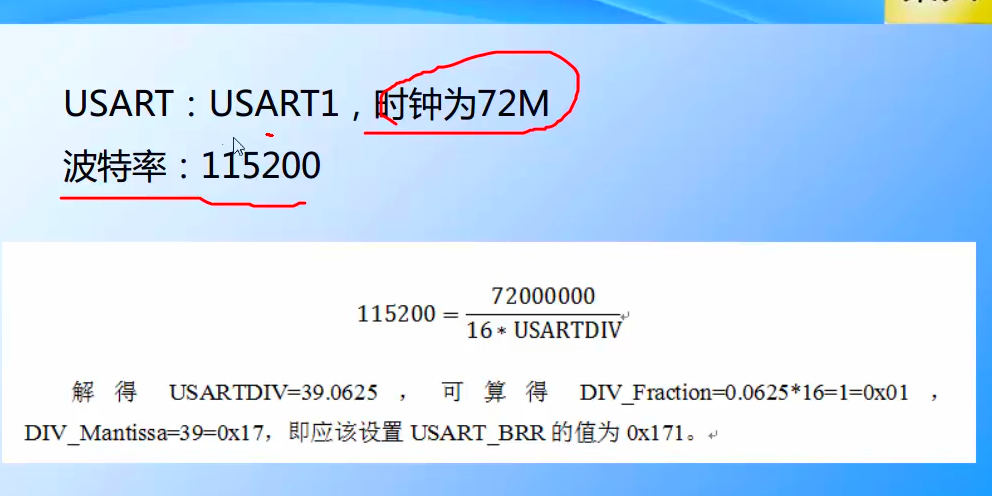 USART：USART1，时钟为72M
波特率：115200
115200 = 72000000 / 16 * USARTDIV
解得 USARTDIV=39.0625，可算得 DIV_Fraction=0.0625*16=1=0x01，
DIV_Mantissa=39=0x17，即应该设置 USART_BRR 的值为 0x171。